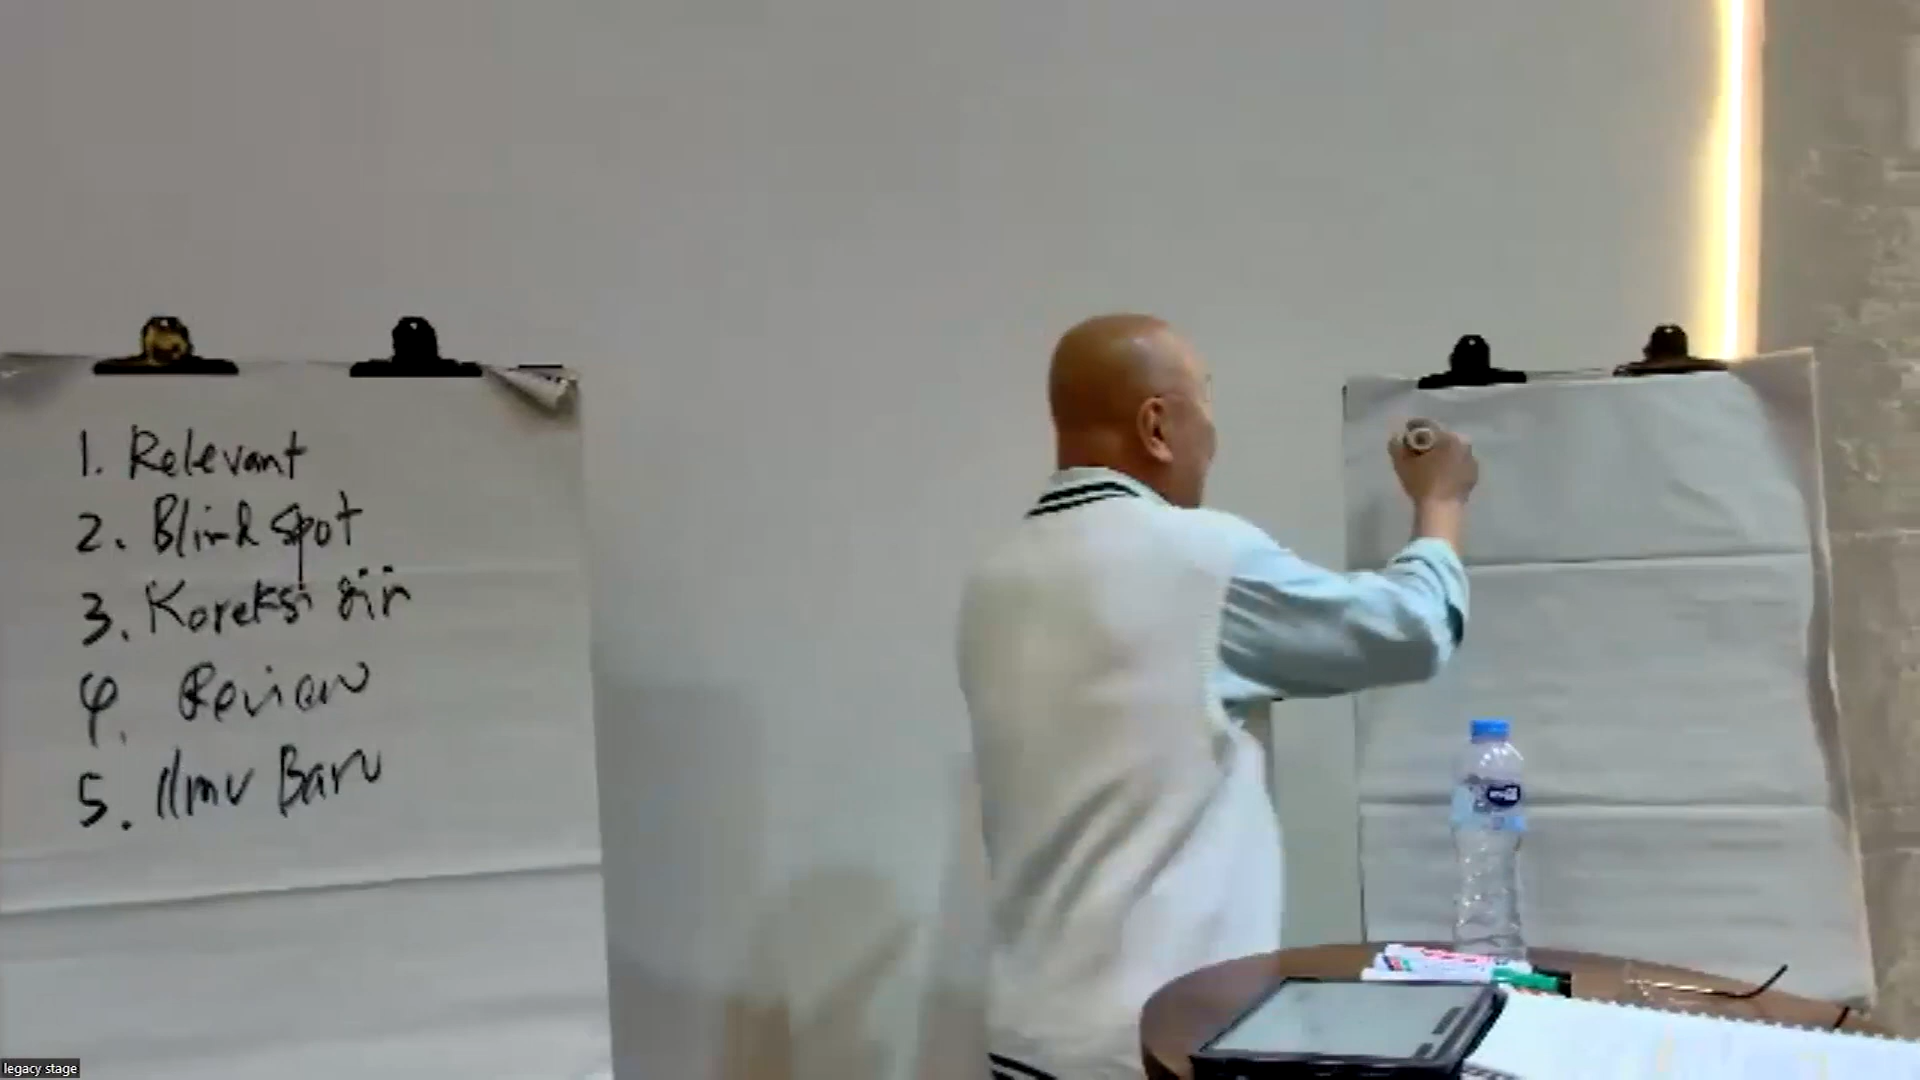 1. Relevant
2. Blind spot
3. Koreksi diri
4. Review
5. Ilmu Baru
legacy stage